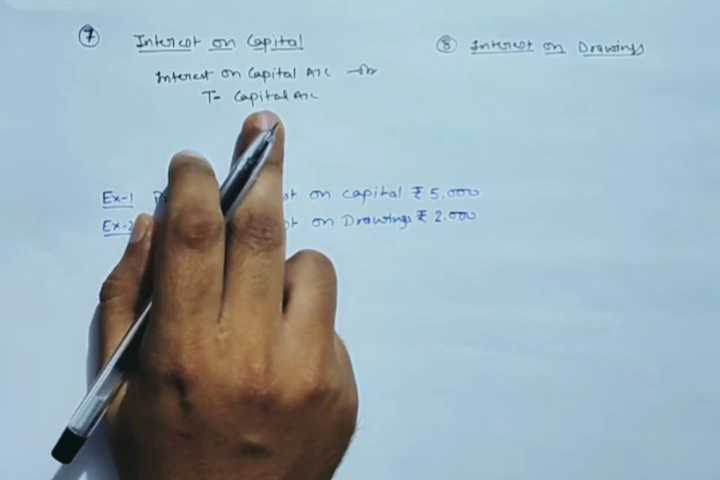 7 Interest on Capital
Interest on Capital A/c Dr
To Capital A/c
8 Interest on Drawings
Ex-1 on Capital ₹ 5,000
Ex-2 on Drawings ₹ 2,000